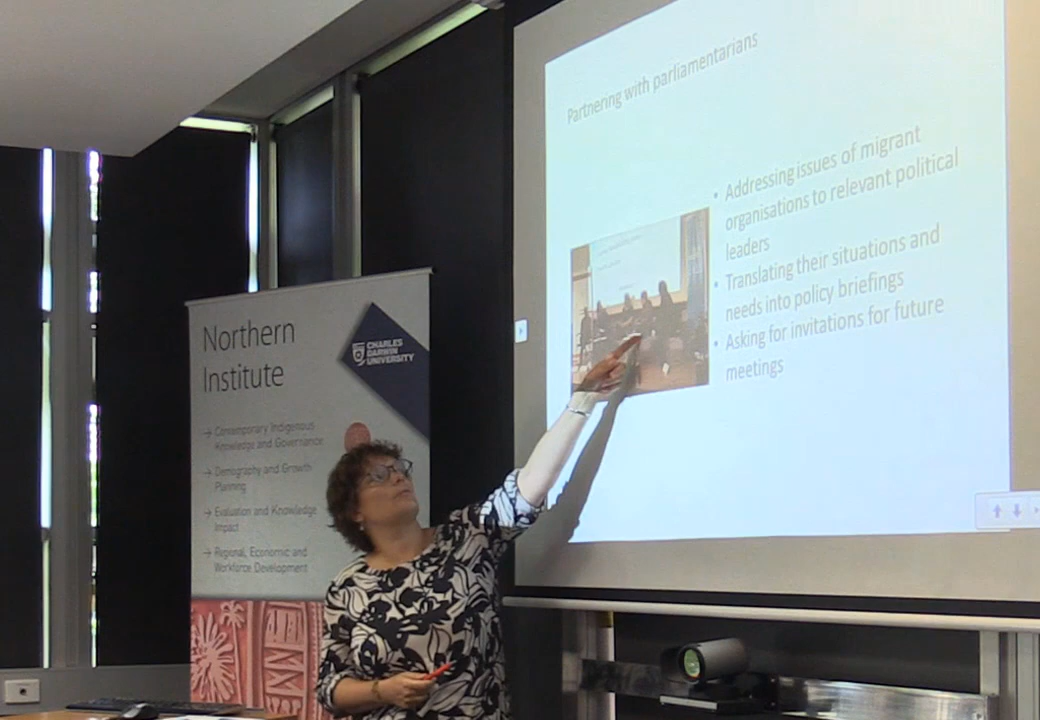 Partnering with parliamentarians
• Addressing issues of migrant
organisations to relevant political
leaders
• Translating their situations and
needs into policy briefings
• Asking for invitations for future
meetings
Northern
Institute
CHARLES
DARWIN
UNIVERSITY
→ Contemporary Indigenous
Knowledge and Governance
→ Demography and Growth
Planning
→ Evaluation and Knowledge
Impact
→ Regional, Economic and
Workforce Development